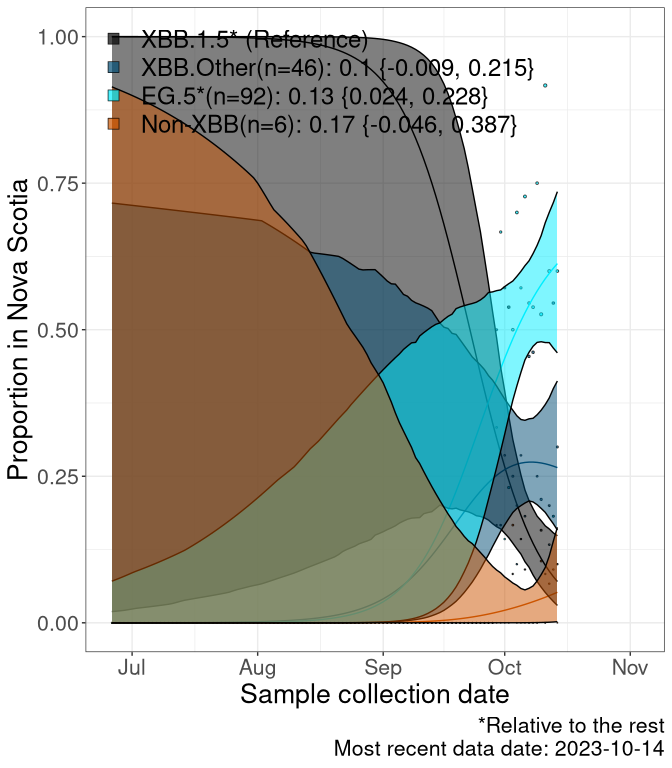 1.00
0.75
0.50
0.25
0.00
XBB.1.5* (Reference)
XBB.Other(n=46): 0.1 {-0.009, 0.215}
EG.5*(n=92): 0.13 {0.024, 0.228}
Non-XBB(n=6): 0.17 {-0.046, 0.387}
Proportion in Nova Scotia
Jul Aug Sep Oct Nov
Sample collection date
*Relative to the rest
Most recent data date: 2023-10-14